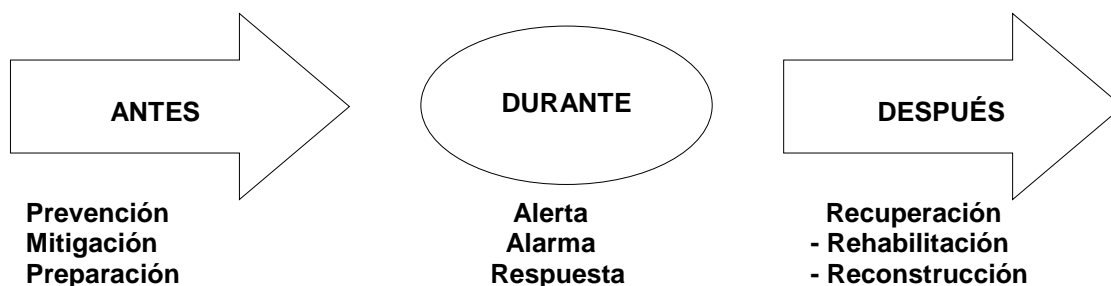 ANTES
Prevención
Mitigación
Preparación
DURANTE
Alerta
Alarma
Respuesta
DESPUÉS
Recuperación
- Rehabilitación
- Reconstrucción